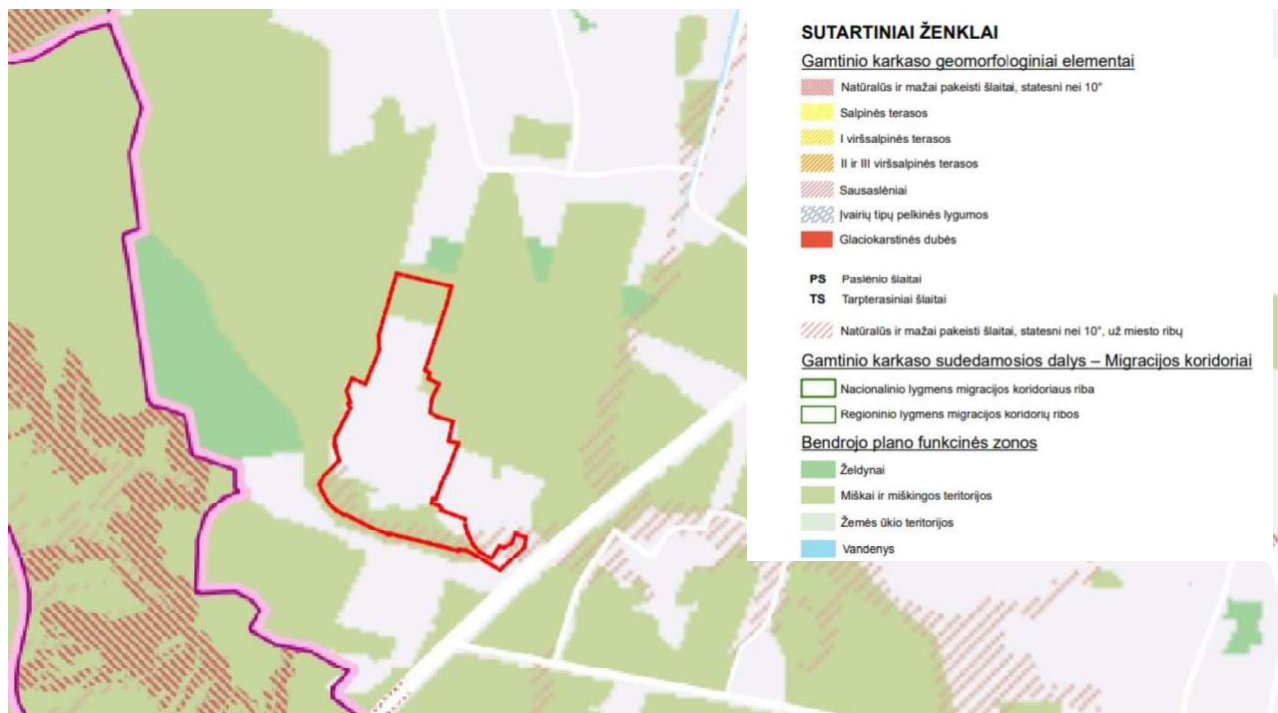 SUTARTINIAI ŽENKLAI
Gamtinio karkaso geomorfologiniai elementai
Natūralūs ir mažai pakeisti šlaitai, statesni nei 10°
Salpinės terasos
I viršsalpinės terasos
II ir III viršsalpinės terasos
Sausaslėniai
Įvairių tipų pelkinės lygumos
Glaciokarstinės dubės
PS Paslėnio šlaitai
TS Tarpterasiniai šlaitai
Natūralūs ir mažai pakeisti šlaitai, statesni nei 10°, už miesto ribų
Gamtinio karkaso sudedamosios dalys – Migracijos koridoriai
Nacionalinio lygmens migracijos koridoriaus riba
Regioninio lygmens migracijos koridorių ribos
Bendrojo plano funkcinės zonos
Želdynai
Miškai ir miškingos teritorijos
Žemės ūkio teritorijos
Vandenys